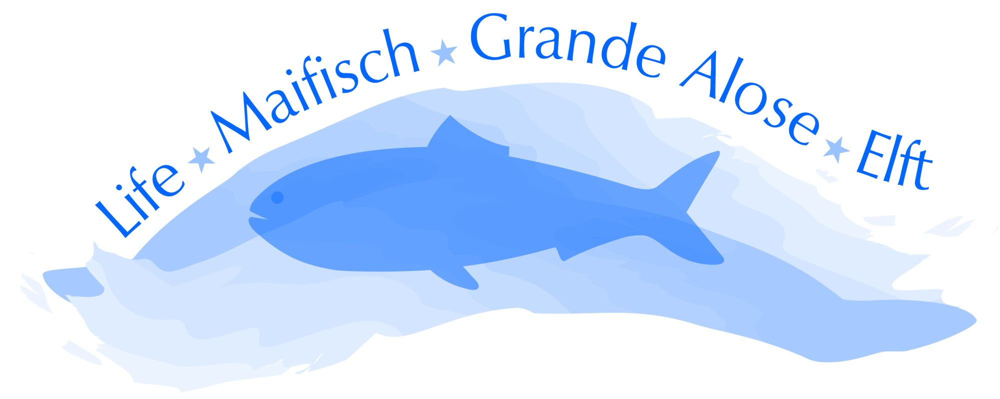 Life ★ Maifisch ★ Grande Alose ★ Elft